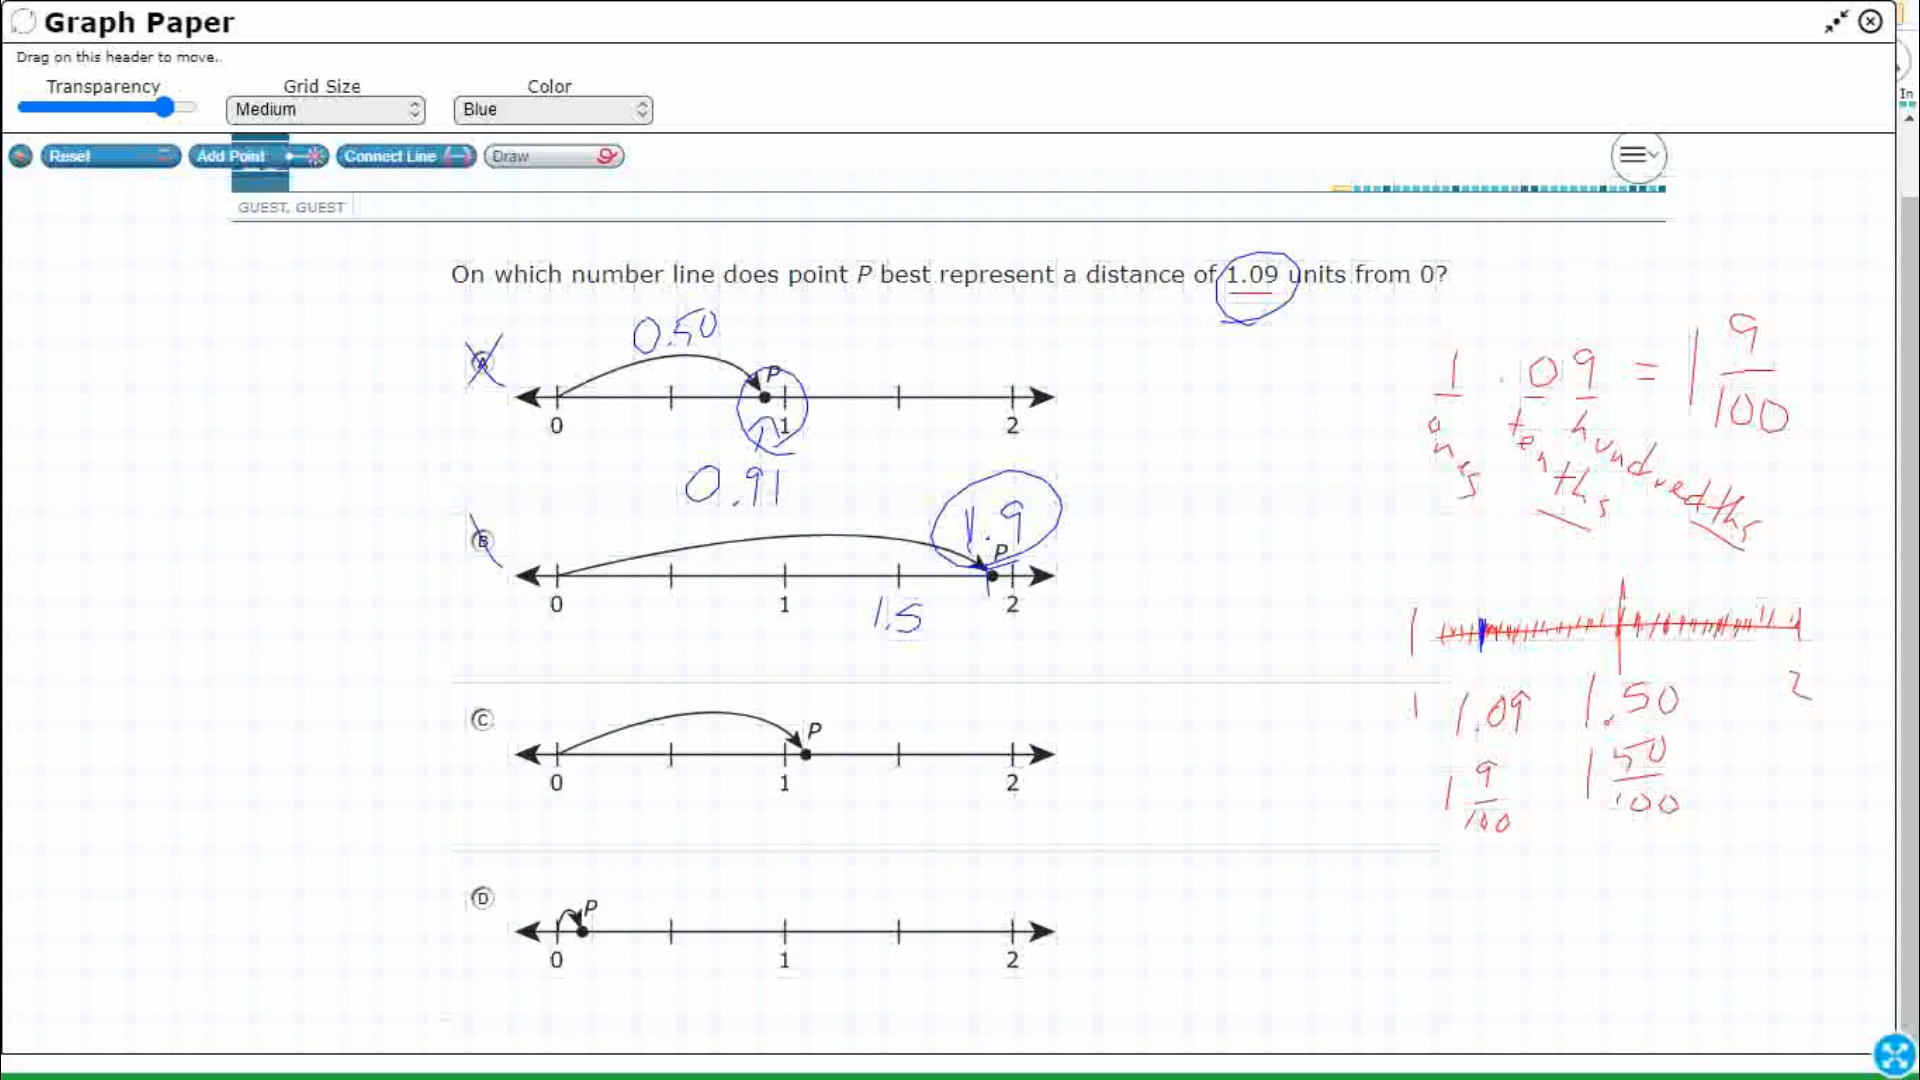 Graph Paper
Drag on this header to move..
Transparency
Grid Size
Color
Medium
Blue
In
Reset
Add Point
Connect Line
Draw
GUEST, GUEST
On which number line does point P best represent a distance of 1.09 units from 0?
0.50
A
P
0 1 2
0.91
1.9
B
P
0 1 2
1.5
C
P
0 1 2
D
P
0 1 2
1 . 0 9 = 1 9/100
ones tenths hundredths
1 1.09 1.50 2
1 9/100 1 50/100